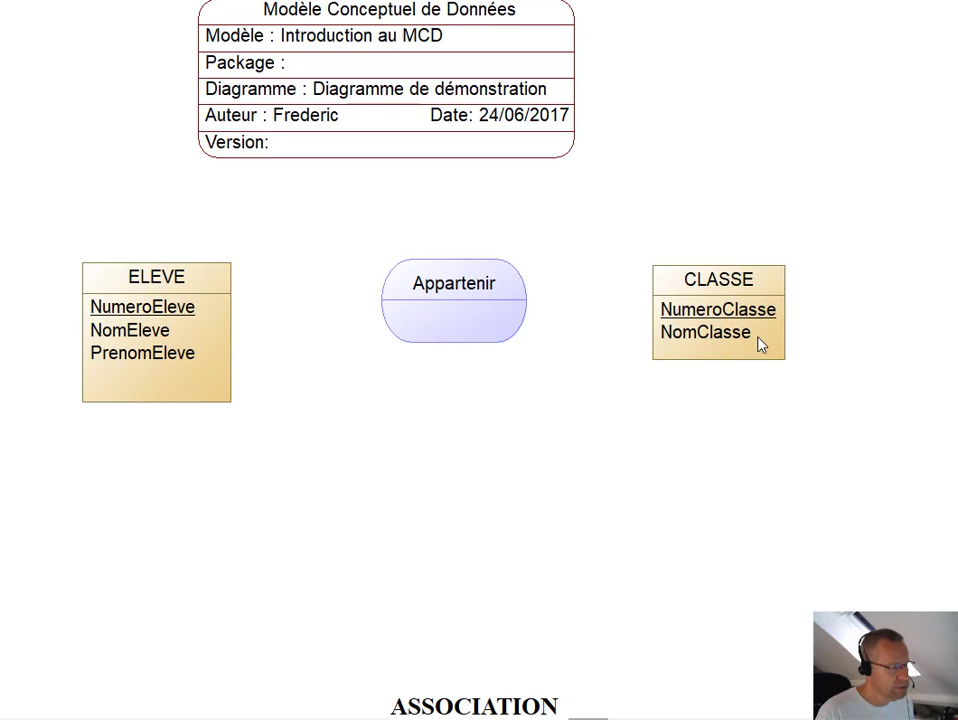 Modèle Conceptuel de Données
Modèle : Introduction au MCD
Package :
Diagramme : Diagramme de démonstration
Auteur : Frederic Date: 24/06/2017
Version:
ELEVE
NumeroEleve
NomEleve
PrenomEleve
Appartenir
CLASSE
NumeroClasse
NomClasse
ASSOCIATION